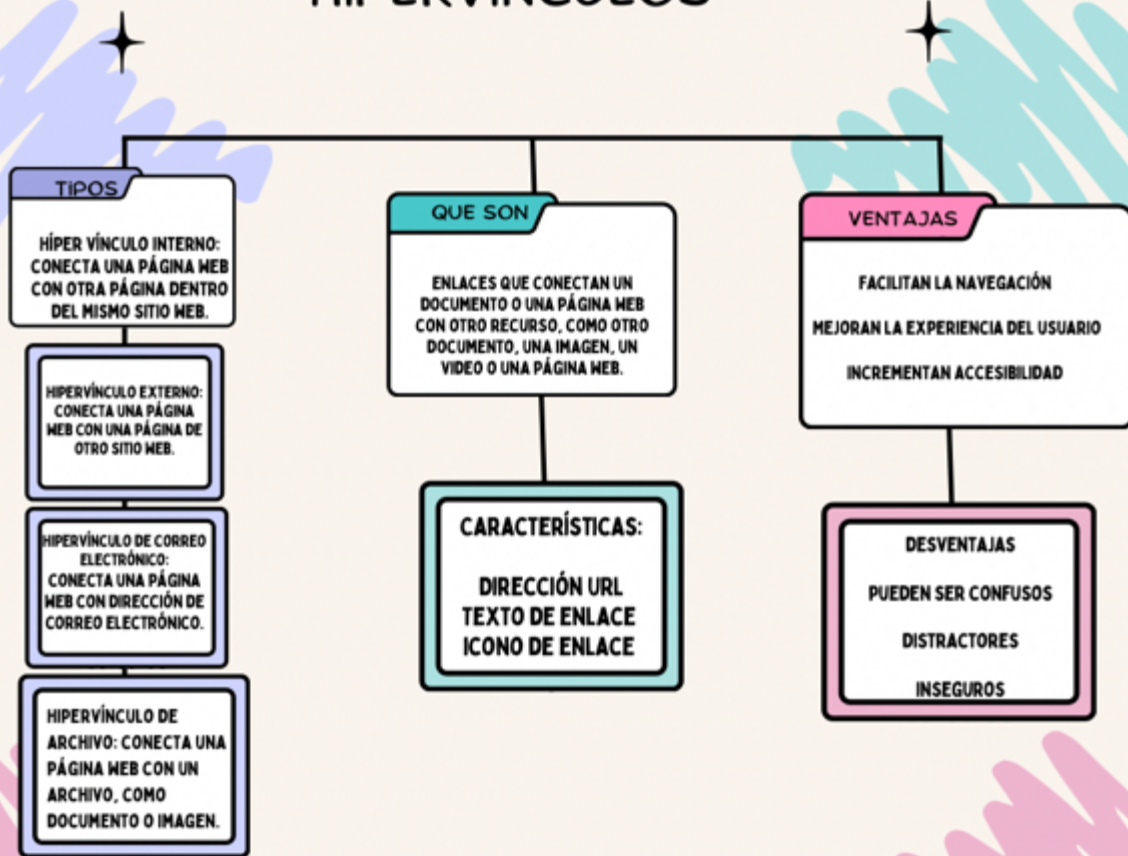 HIPERVÍNCULOS
TIPOS
HÍPER VÍNCULO INTERNO:
CONECTA UNA PÁGINA WEB
CON OTRA PÁGINA DENTRO
DEL MISMO SITIO WEB.
HIPERVÍNCULO EXTERNO:
CONECTA UNA PÁGINA
WEB CON UNA PÁGINA DE
OTRO SITIO WEB.
HIPERVÍNCULO DE CORREO
ELECTRÓNICO:
CONECTA UNA PÁGINA
WEB CON DIRECCIÓN DE
CORREO ELECTRÓNICO.
HIPERVÍNCULO DE
ARCHIVO: CONECTA UNA
PÁGINA WEB CON UN
ARCHIVO, COMO
DOCUMENTO O IMAGEN.
QUE SON
ENLACES QUE CONECTAN UN
DOCUMENTO O UNA PÁGINA WEB
CON OTRO RECURSO, COMO OTRO
DOCUMENTO, UNA IMAGEN, UN
VIDEO O UNA PÁGINA WEB.
CARACTERÍSTICAS:
DIRECCIÓN URL
TEXTO DE ENLACE
ICONO DE ENLACE
VENTAJAS
FACILITAN LA NAVEGACIÓN
MEJORAN LA EXPERIENCIA DEL USUARIO
INCREMENTAN ACCESIBILIDAD
DESVENTAJAS
PUEDEN SER CONFUSOS
DISTRACTORES
INSEGUROS